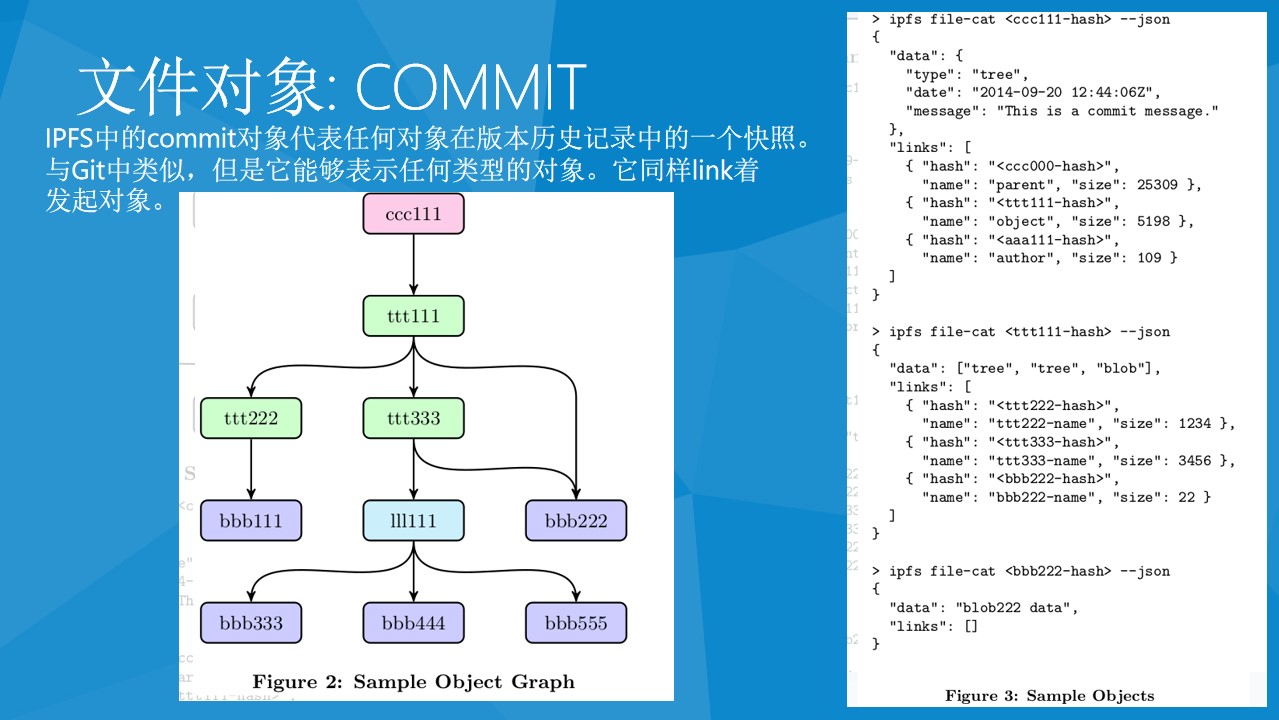 文件对象: COMMIT
IPFS中的commit对象代表任何对象在版本历史记录中的一个快照。
与Git中类似，但是它能够表示任何类型的对象。它同样link着
发起对象。
ccc111
ttt111
ttt222
ttt333
bbb111
lll111
bbb222
bbb333
bbb444
bbb555
Figure 2: Sample Object Graph
> ipfs file-cat <ccc111-hash> --json
{
"data": {
"type": "tree",
"date": "2014-09-20 12:44:06Z",
"message": "This is a commit message."
},
"links": [
{ "hash": "<ccc000-hash>",
"name": "parent", "size": 25309 },
{ "hash": "<ttt111-hash>",
"name": "object", "size": 5198 },
{ "hash": "<aaa111-hash>",
"name": "author", "size": 109 }
]
}
> ipfs file-cat <ttt111-hash> --json
{
"data": ["tree", "tree", "blob"],
"links": [
{ "hash": "<ttt222-hash>",
"name": "ttt222-name", "size": 1234 },
{ "hash": "<ttt333-hash>",
"name": "ttt333-name", "size": 3456 },
{ "hash": "<bbb222-hash>",
"name": "bbb222-name", "size": 22 }
]
}
> ipfs file-cat <bbb222-hash> --json
{
"data": "blob222 data",
"links": []
}
Figure 3: Sample Objects